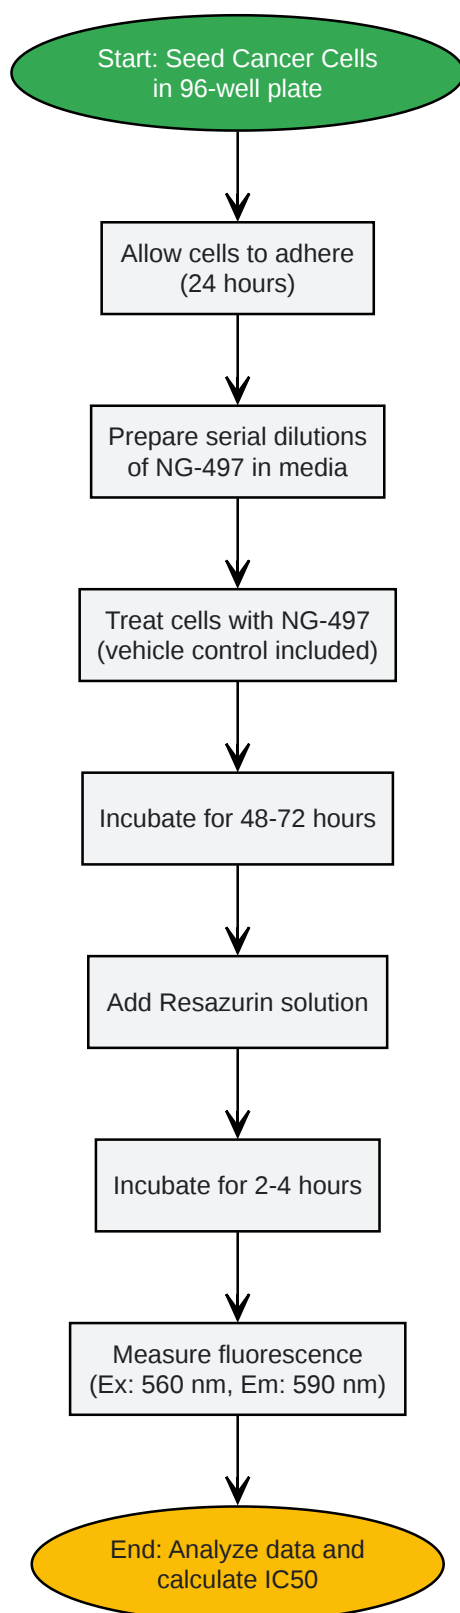 Start: Seed Cancer Cells
in 96-well plate
Allow cells to adhere
(24 hours)
Prepare serial dilutions
of NG-497 in media
Treat cells with NG-497
(vehicle control included)
Incubate for 48-72 hours
Add Resazurin solution
Incubate for 2-4 hours
Measure fluorescence
(Ex: 560 nm, Em: 590 nm)
End: Analyze data and
calculate IC50